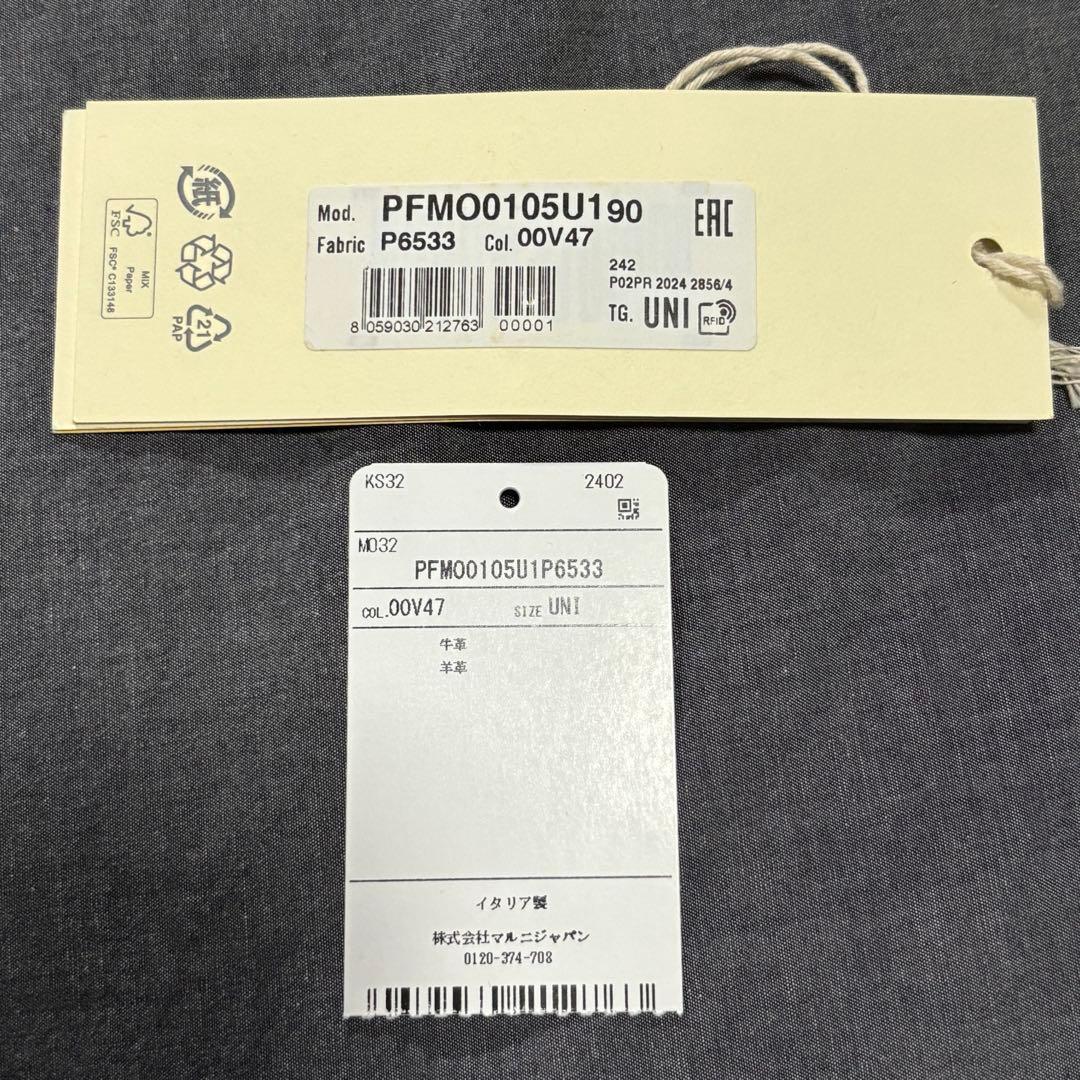 紙
FSC
MIX
Paper
FSC® C133146
21
PAP
Mod. PFMO0105U190
Fabric P6533 Col. 00V47
EAC
242
P02PR 2024 2856/4
TG. UNI RFID
8 059030 212763 00001
KS32 2402
M032
PFMO0105U1P6533
COL.00V47 SIZE UNI
牛革
羊革
イタリア製
株式会社マルニジャパン
0120-374-708